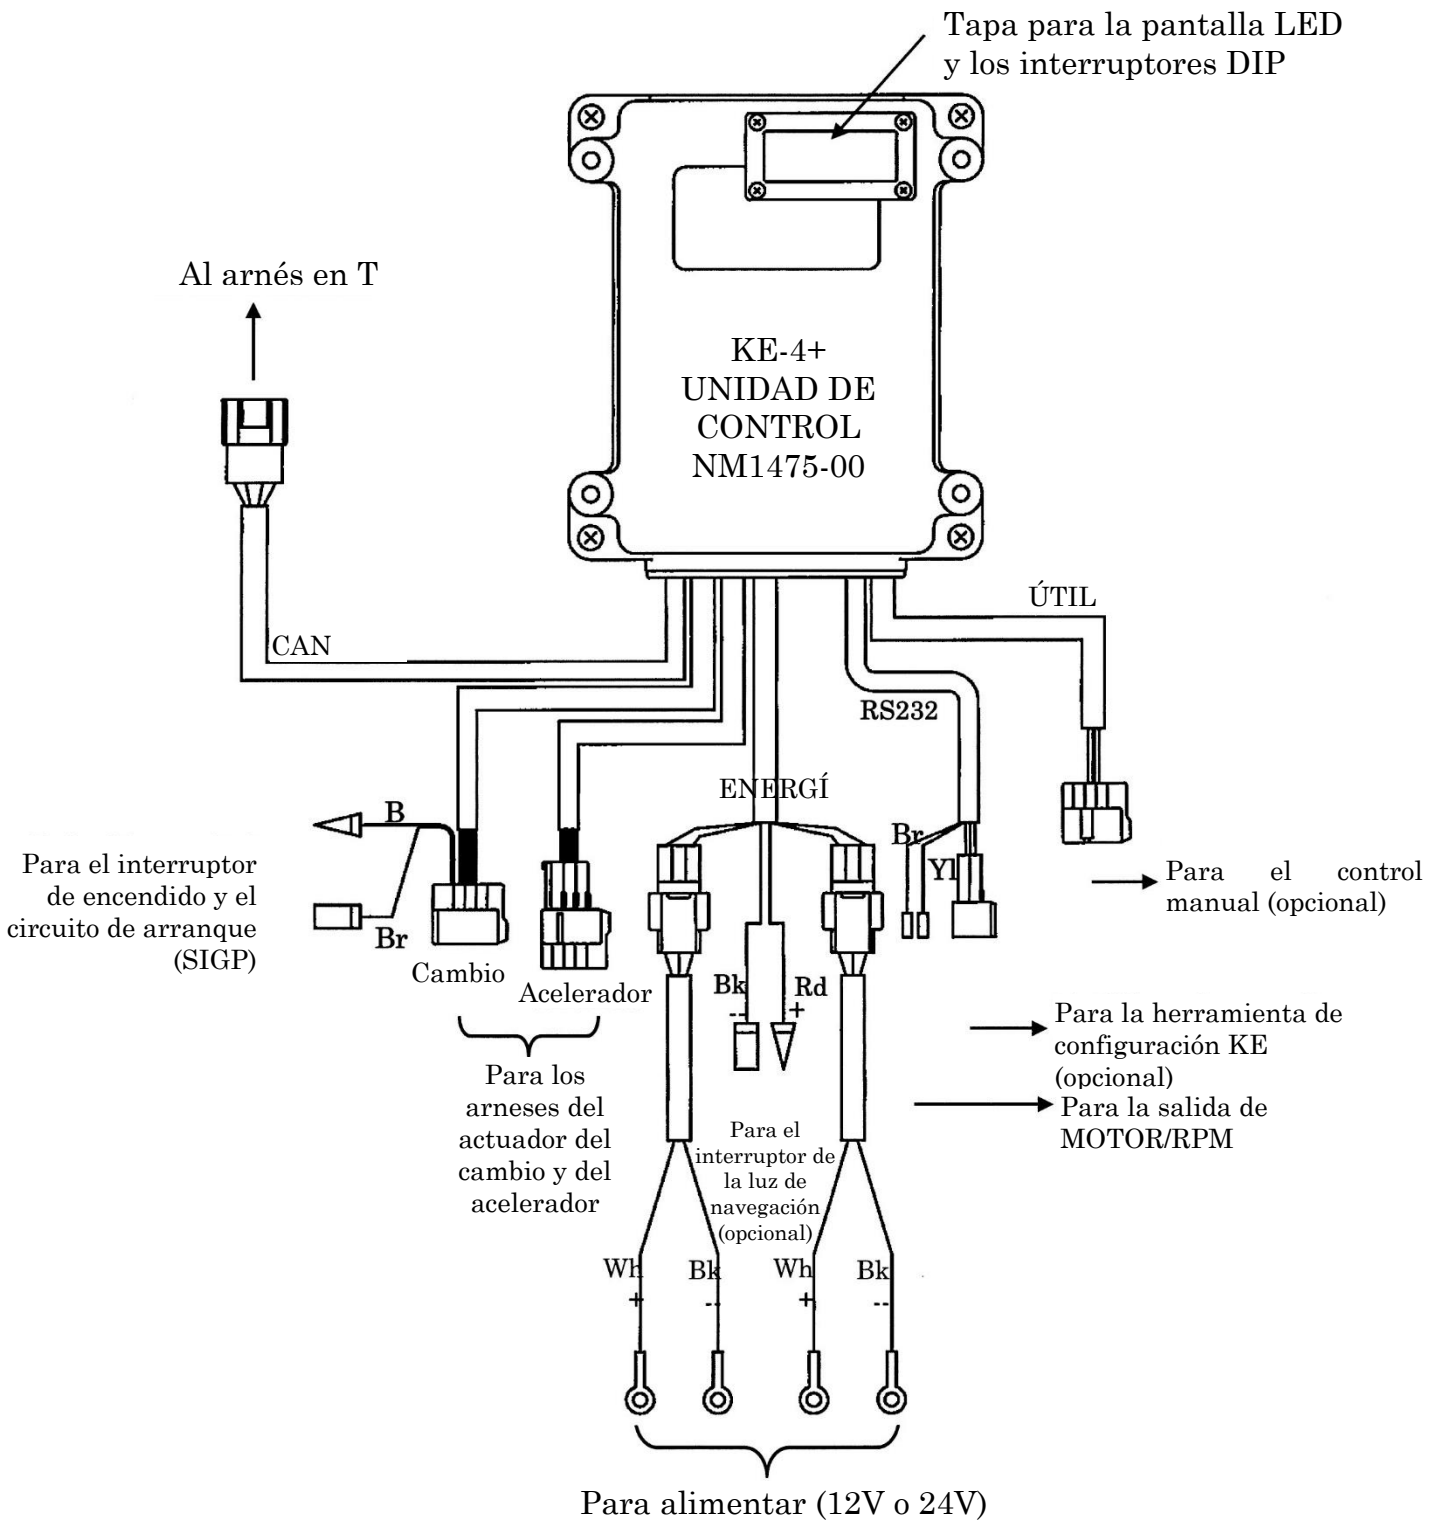 Tapa para la pantalla LED
y los interruptores DIP
Al arnés en T
KE-4+
UNIDAD DE
CONTROL
NM1475-00
ÚTIL
CAN
RS232
ENERGÍ
B
Br
Para el interruptor
de encendido y el
circuito de arranque
(SIGP)
Br
Yl
Para el control
manual (opcional)
Cambio
Acelerador
Bk
--
Rd
+
Para los
arneses del
actuador del
cambio y del
acelerador
Para la herramienta de
configuración KE
(opcional)
Para la salida de
MOTOR/RPM
Para el
interruptor de
la luz de
navegación
(opcional)
Wh
+
Bk
--
Wh
+
Bk
--
Para alimentar (12V o 24V)